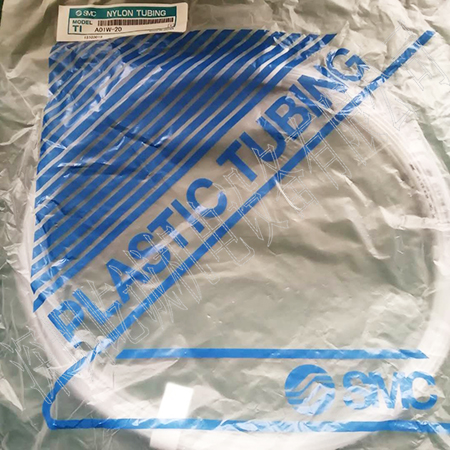 SMC NYLON TUBING
MODEL
TI A01W-20
PLASTIC TUBING
SMC